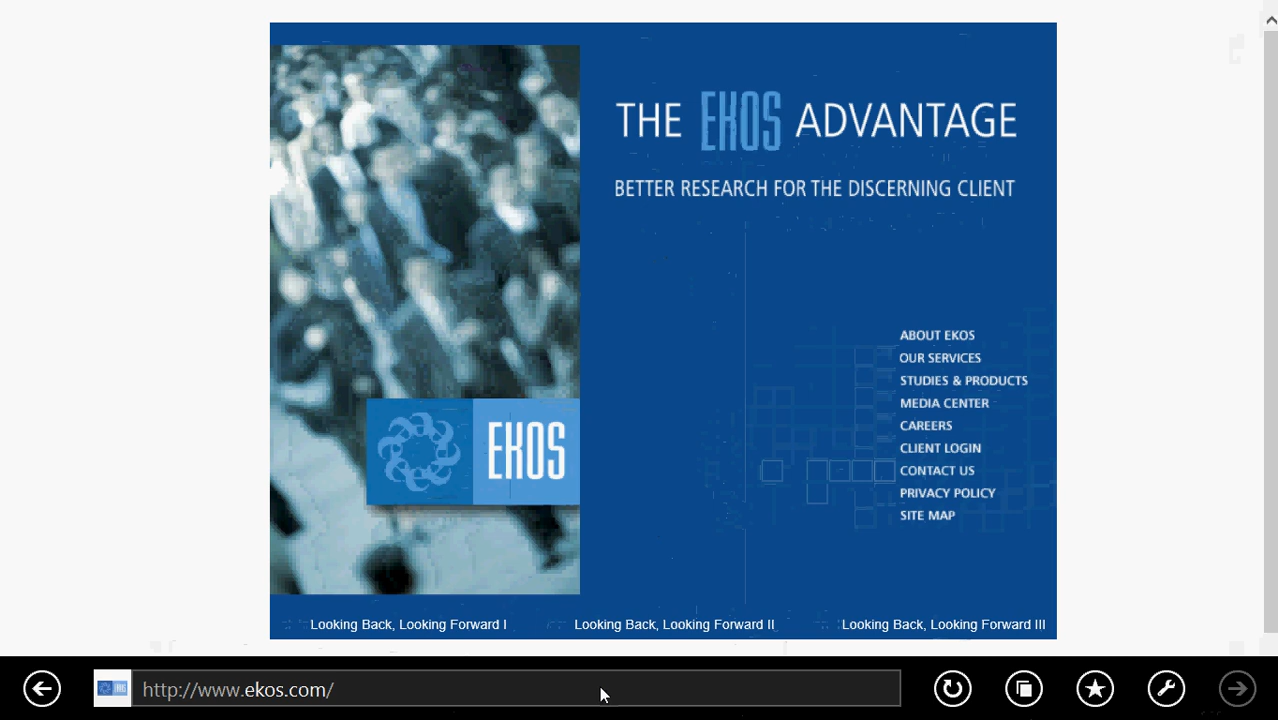 THE EKOS ADVANTAGE
BETTER RESEARCH FOR THE DISCERNING CLIENT
ABOUT EKOS
OUR SERVICES
STUDIES & PRODUCTS
MEDIA CENTER
CAREERS
CLIENT LOGIN
EKOS
CONTACT US
PRIVACY POLICY
SITE MAP
Looking Back, Looking Forward I
Looking Back, Looking Forward II
Looking Back, Looking Forward III
http://www.ekos.com/